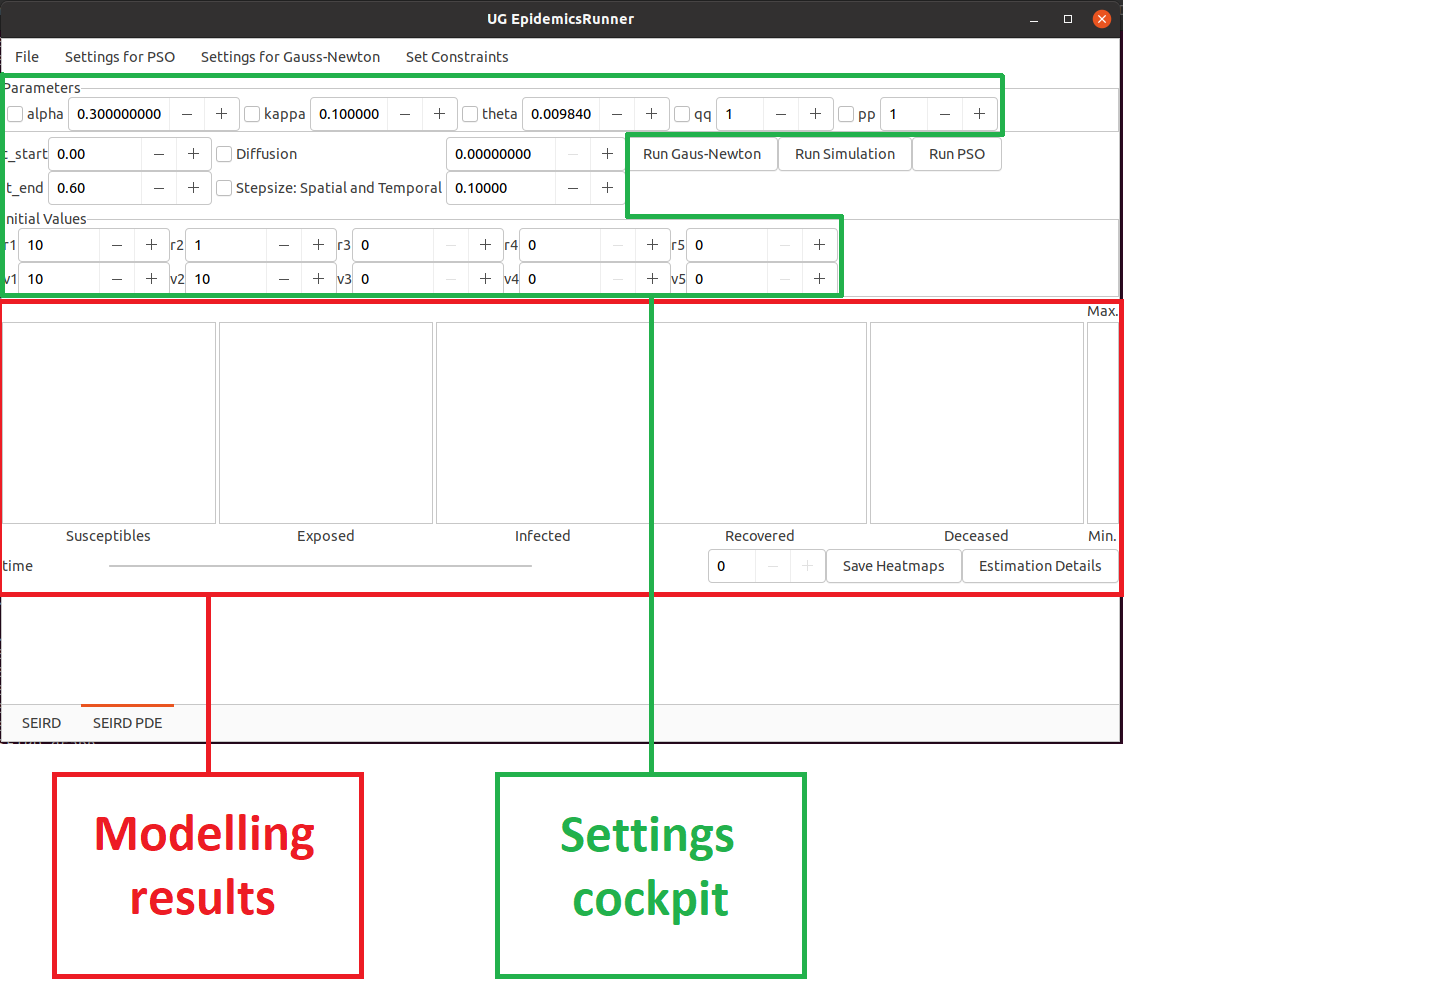 UG EpidemicsRunner
File Settings for PSO Settings for Gauss-Newton Set Constraints
Parameters
alpha 0.300000000 kappa 0.100000 theta 0.009840 qq 1 pp 1
t_start 0.00 Diffusion 0.00000000 Run Gaus-Newton Run Simulation Run PSO
t_end 0.60 Stepsize: Spatial and Temporal 0.10000
nitial Values
r1 10 r2 1 r3 0 r4 0 r5 0
v1 10 v2 10 v3 0 v4 0 v5 0
Max.
Susceptibles Exposed Infected Recovered Deceased Min.
time 0 Save Heatmaps Estimation Details
SEIRD SEIRD PDE
Modelling
results
Settings
cockpit